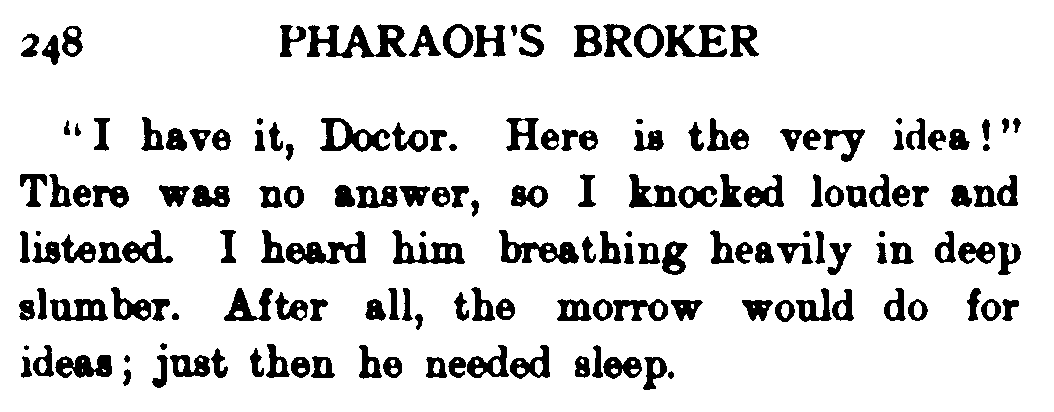 248 PHARAOH'S BROKER
"I have it, Doctor. Here is the very idea!"
There was no answer, so I knocked louder and
listened. I heard him breathing heavily in deep
slumber. After all, the morrow would do for
ideas; just then he needed sleep.